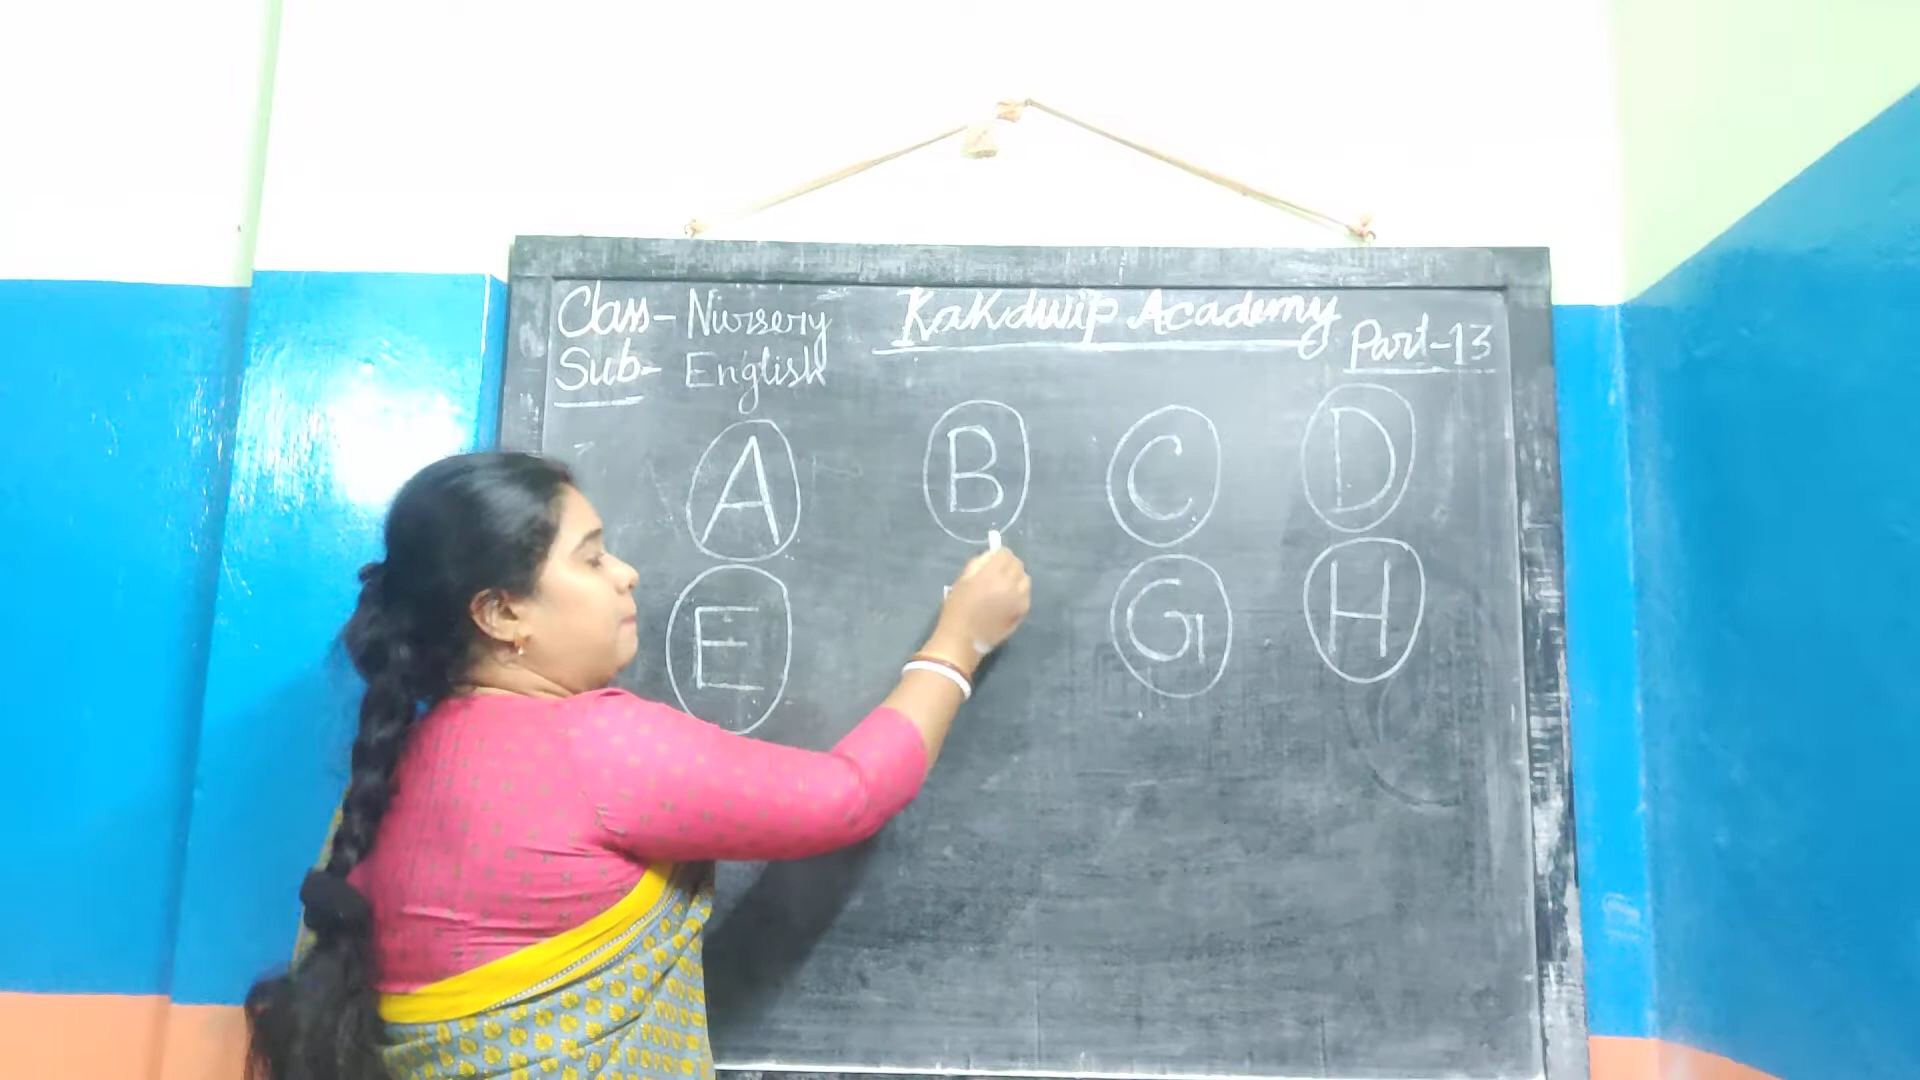 Class- Nursery
Kakdwip Academy
Part-13
Sub- English
A B C D
E G H